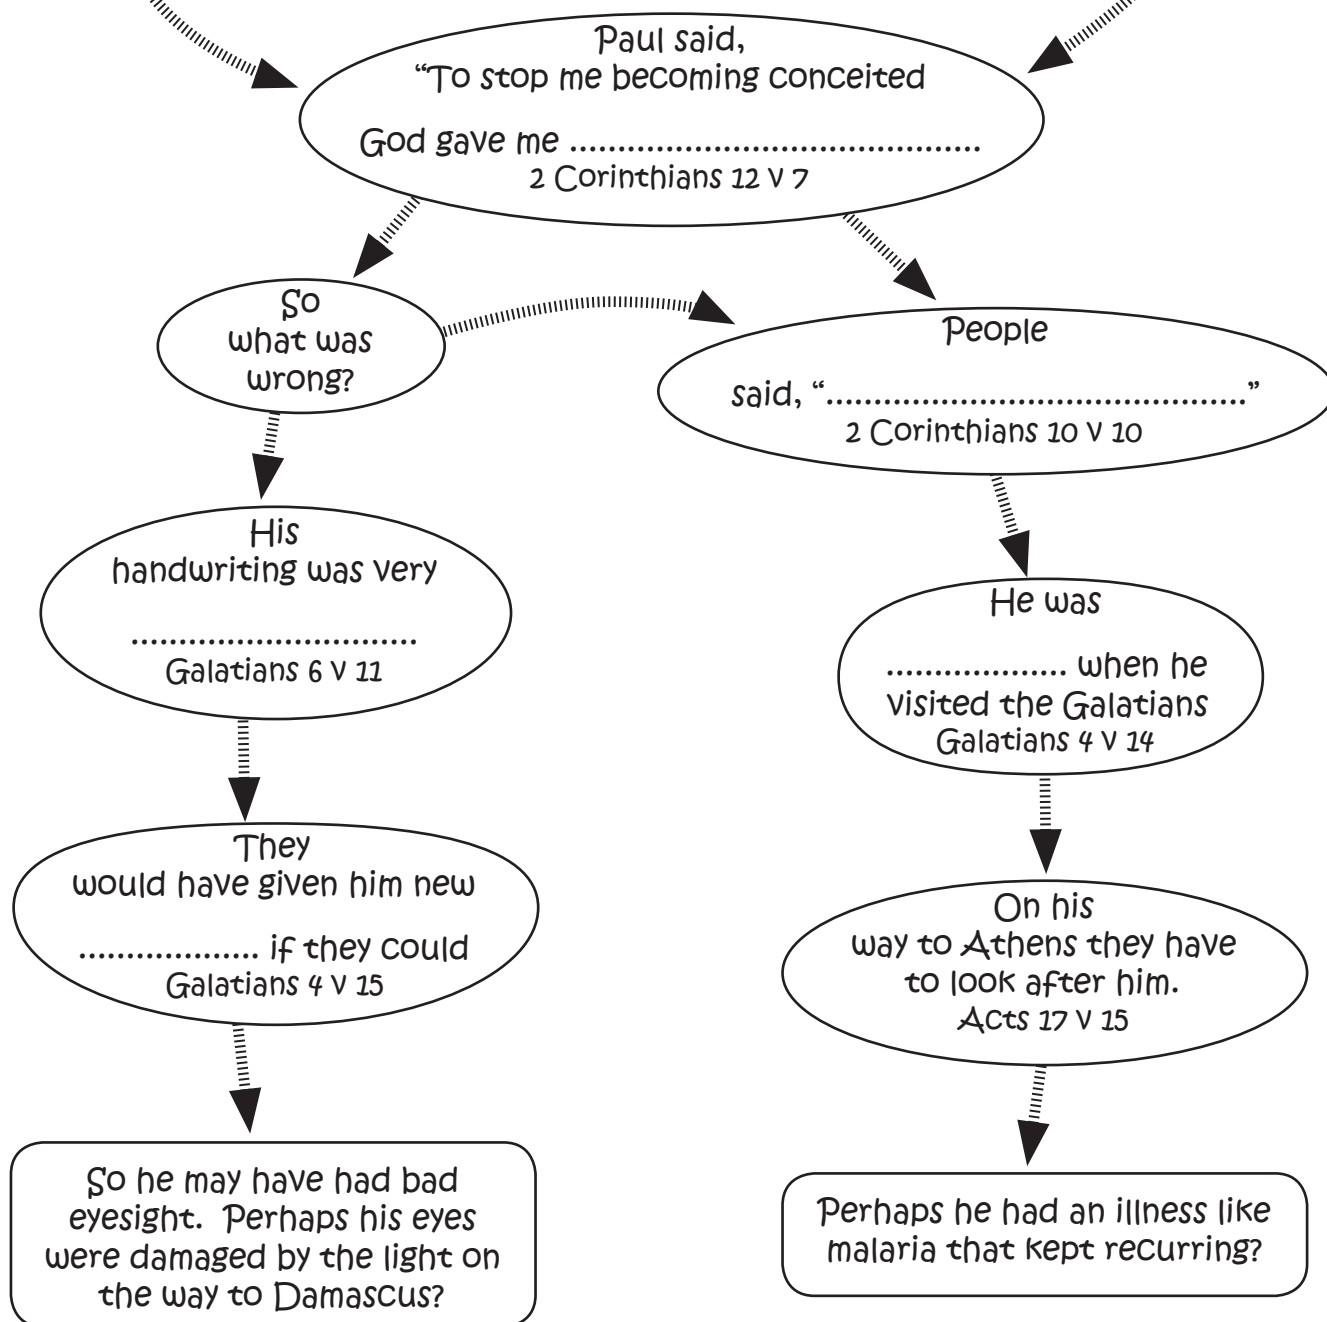 Paul said,
“To stop me becoming conceited
God gave me ...........................................
2 Corinthians 12 v 7
So
what was
wrong?
People
said, “............................................”
2 Corinthians 10 v 10
His
handwriting was very
..............................
Galatians 6 v 11
He was
................... when he
visited the Galatians
Galatians 4 v 14
They
would have given him new
................... if they could
Galatians 4 v 15
On his
way to Athens they have
to look after him.
Acts 17 v 15
So he may have had bad
eyesight.  Perhaps his eyes
were damaged by the light on
the way to Damascus?
Perhaps he had an illness like
malaria that kept recurring?